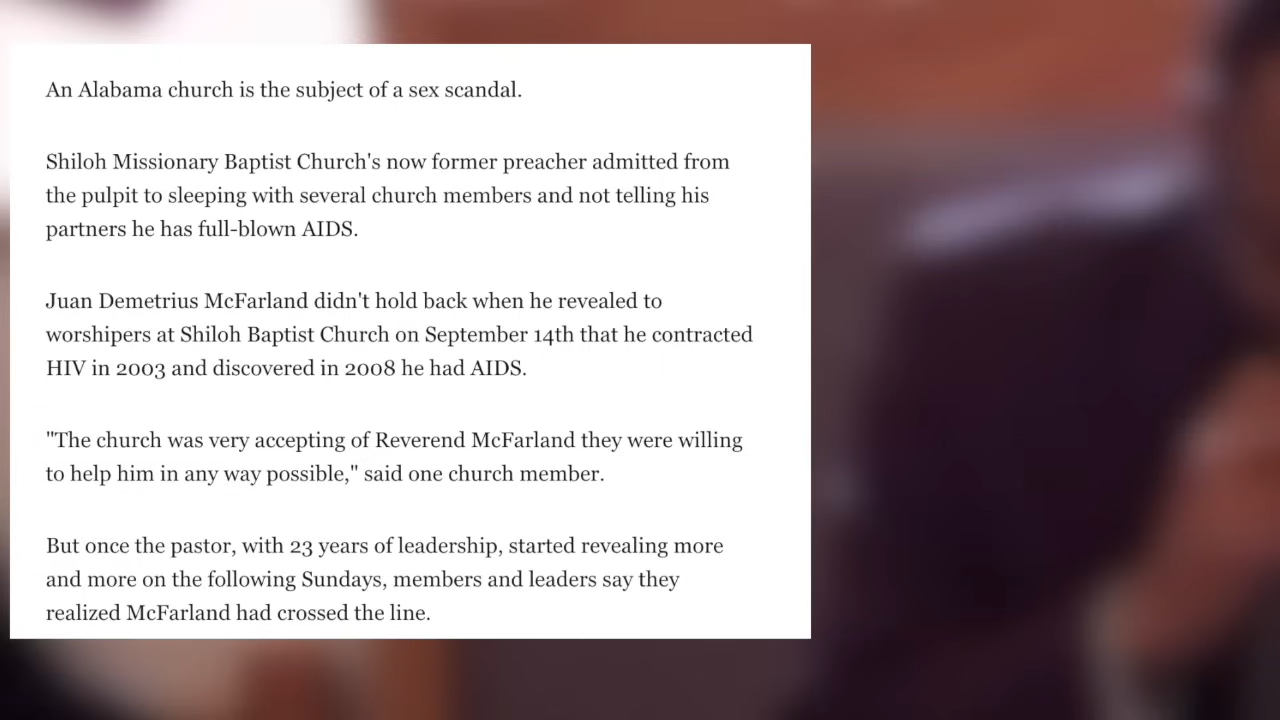 An Alabama church is the subject of a sex scandal.
Shiloh Missionary Baptist Church's now former preacher admitted from
the pulpit to sleeping with several church members and not telling his
partners he has full-blown AIDS.
Juan Demetrius McFarland didn't hold back when he revealed to
worshipers at Shiloh Baptist Church on September 14th that he contracted
HIV in 2003 and discovered in 2008 he had AIDS.
"The church was very accepting of Reverend McFarland they were willing
to help him in any way possible," said one church member.
But once the pastor, with 23 years of leadership, started revealing more
and more on the following Sundays, members and leaders say they
realized McFarland had crossed the line.